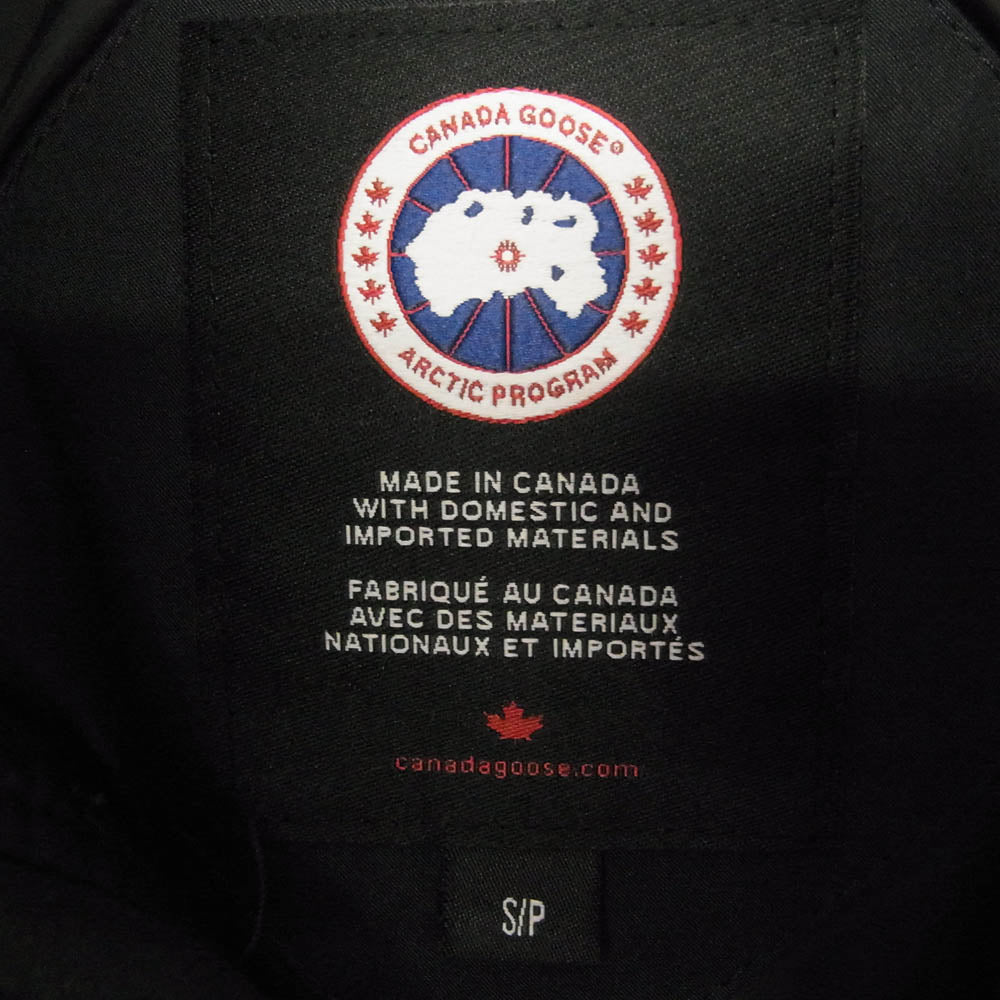 CANADA GOOSE®
ARCTIC PROGRAM
MADE IN CANADA
WITH DOMESTIC AND
IMPORTED MATERIALS
FABRIQUÉ AU CANADA
AVEC DES MATERIAUX
NATIONAUX ET IMPORTÉS
canadagoose.com
S/P